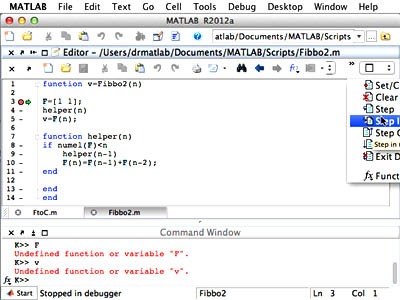 MATLAB File Edit Text Go Tools Debug Desktop Window Help
MATLAB R2012a
atlab/Documents/MATLAB/Scripts
Editor - /Users/drmatlab/Documents/MATLAB/Scripts/Fibbo2.m
1 function v=Fibbo2(n)
2
3 F=[1 1];
4 - helper(n)
5 - v=F(n);
6
7 function helper(n)
8 - if numel(F)<n
9 - helper(n-1)
10 - F(n)=F(n-1)+F(n-2);
11 - end
12
13 - end
14 - end
Set/C
Clear
Step
Step I
Step O
Step in
Exit D
fx Funct
FtoC.m Fibbo2.m
Command Window
K>> F
Undefined function or variable "F".
K>> v
Undefined function or variable "v".
fx K>>
Start Stopped in debugger Fibbo2 Ln 3 Col 1